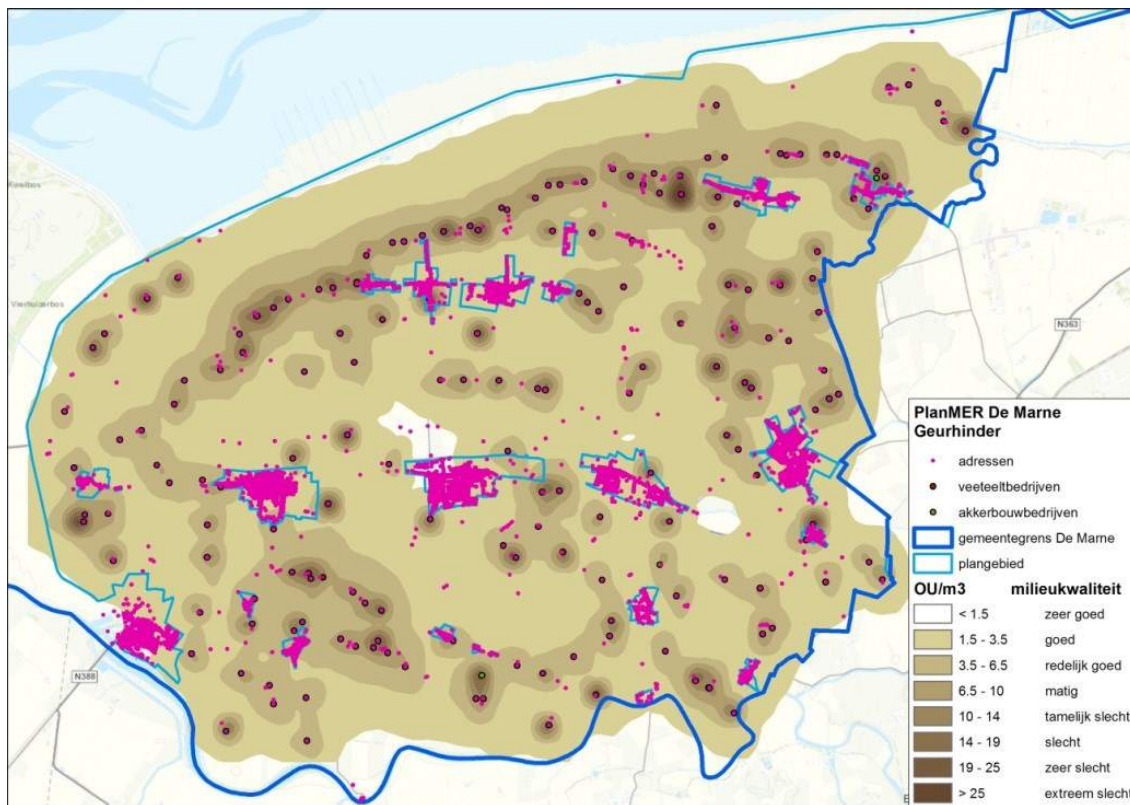 Vierhuizerbos
N363
N388
PlanMER De Marne
Geurhinder
adressen
veeteeltbedrijven
akkerbouwbedrijven
gemeentegrens De Marne
plangebied
OU/m3 milieukwaliteit
< 1.5 zeer goed
1.5 - 3.5 goed
3.5 - 6.5 redelijk goed
6.5 - 10 matig
10 - 14 tamelijk slecht
14 - 19 slecht
19 - 25 zeer slecht
> 25 extreem slecht